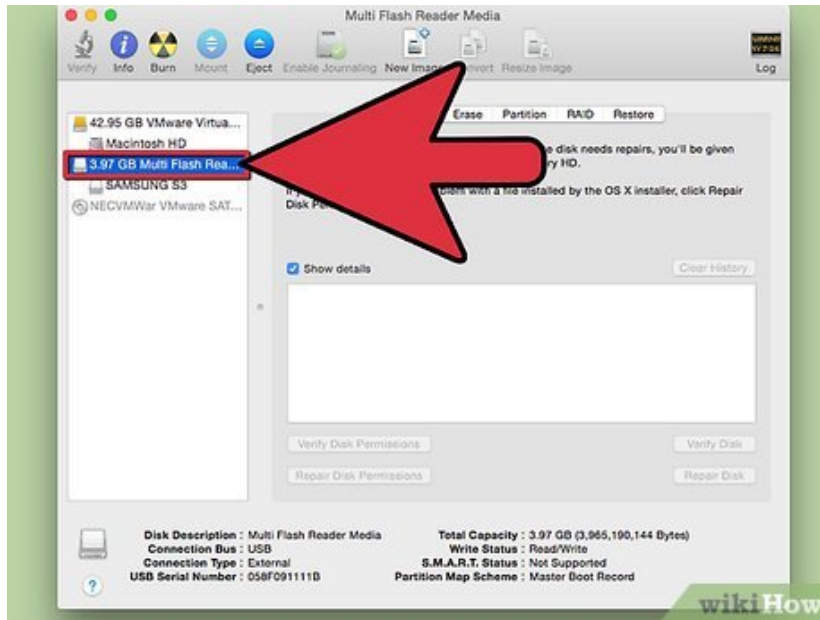 Multi Flash Reader Media
Verify Info Burn Mount Eject Enable Journaling New Image Resize Image Log
42.95 GB VMware Virtua...
Macintosh HD
3.97 GB Multi Flash Rea...
SAMSUNG S3
NECVMWar VMware SAT...
Erase Partition RAID Restore
disk needs repairs, you'll be given
HD.
with a file installed by the OS X installer, click Repair
Disk
Show details
Clear History
Verify Disk Permissions
Verify Disk
Repair Disk Permissions
Repair Disk
Disk Description : Multi Flash Reader Media
Connection Bus : USB
Connection Type : External
USB Serial Number : 058F091111B
Total Capacity : 3.97 GB (3,965,190,144 Bytes)
Write Status : Read/Write
S.M.A.R.T. Status : Not Supported
Partition Map Scheme : Master Boot Record
?
wikiHow